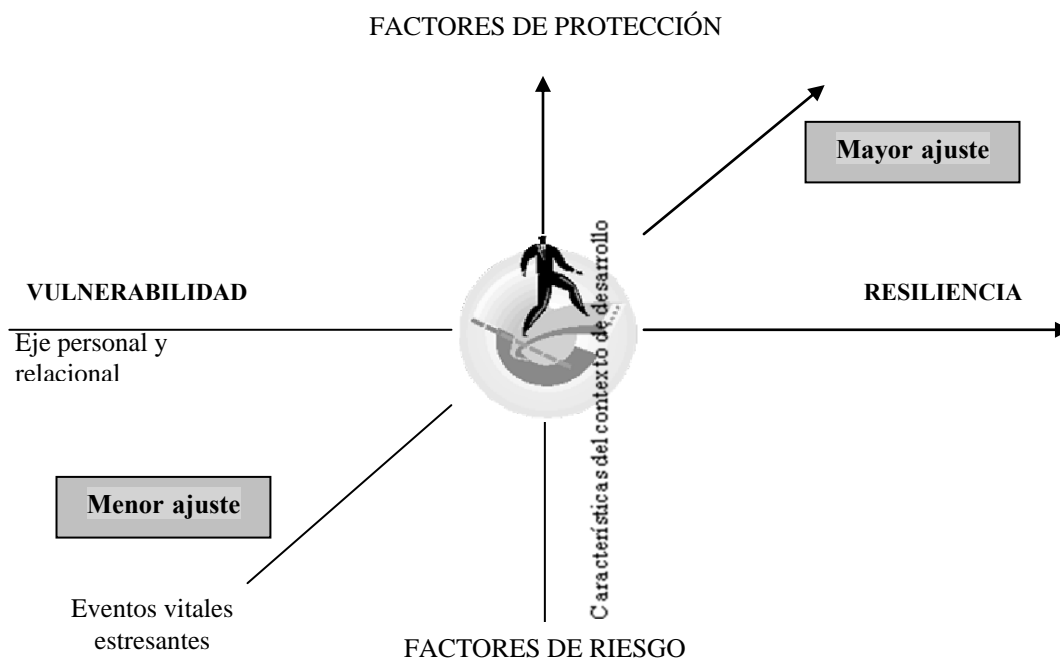 FACTORES DE PROTECCIÓN
Mayor ajuste
Características del contexto de desarrollo
VULNERABILIDAD
RESILIENCIA
Eje personal y
relacional
Menor ajuste
Eventos vitales
estresantes
FACTORES DE RIESGO